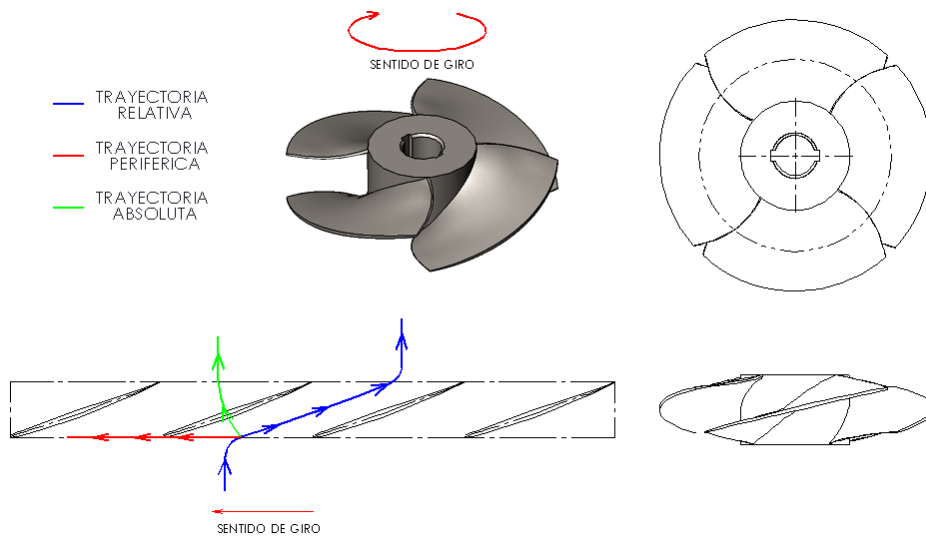 SENTIDO DE GIRO
TRAYECTORIA
RELATIVA
TRAYECTORIA
PERIFERICA
TRAYECTORIA
ABSOLUTA
SENTIDO DE GIRO